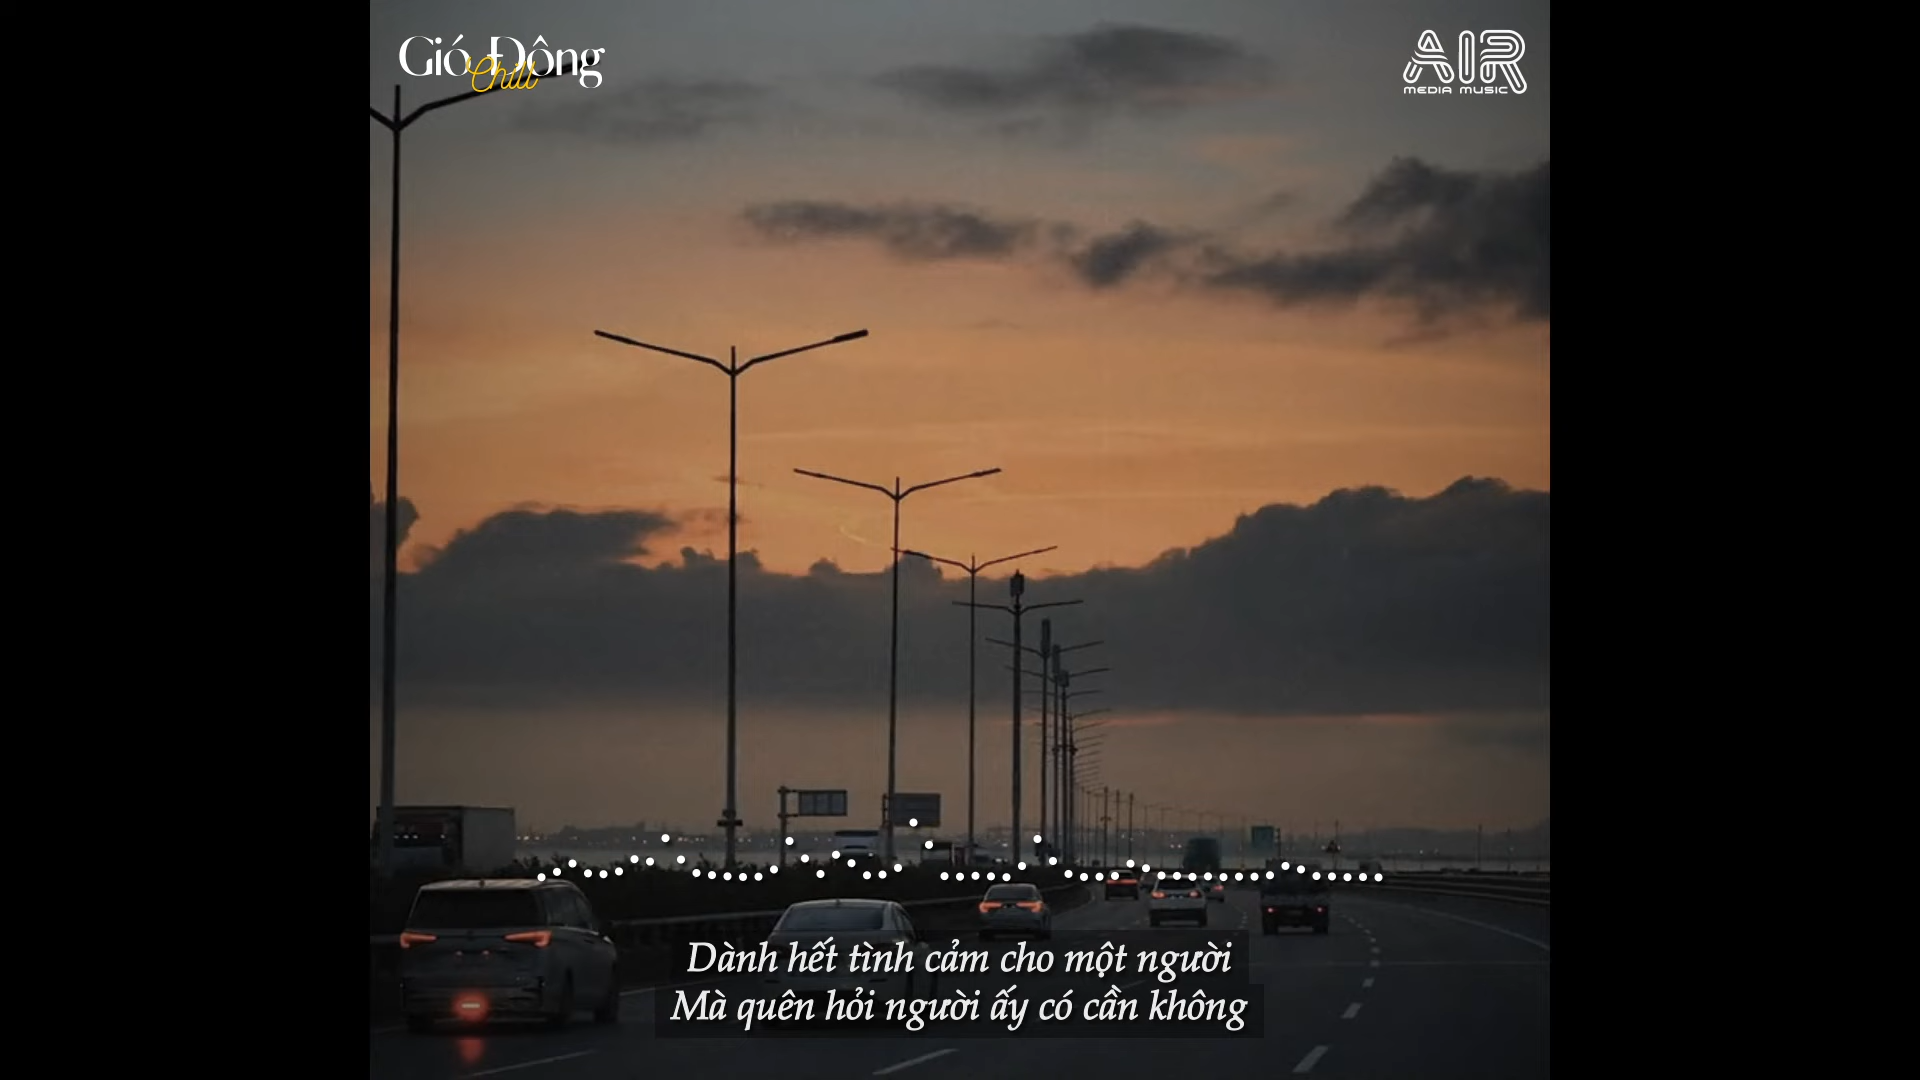 Gió Đông
Chill
AIR
MEDIA MUSIC
Dành hết tình cảm cho một người
Mà quên hỏi người ấy có cần không